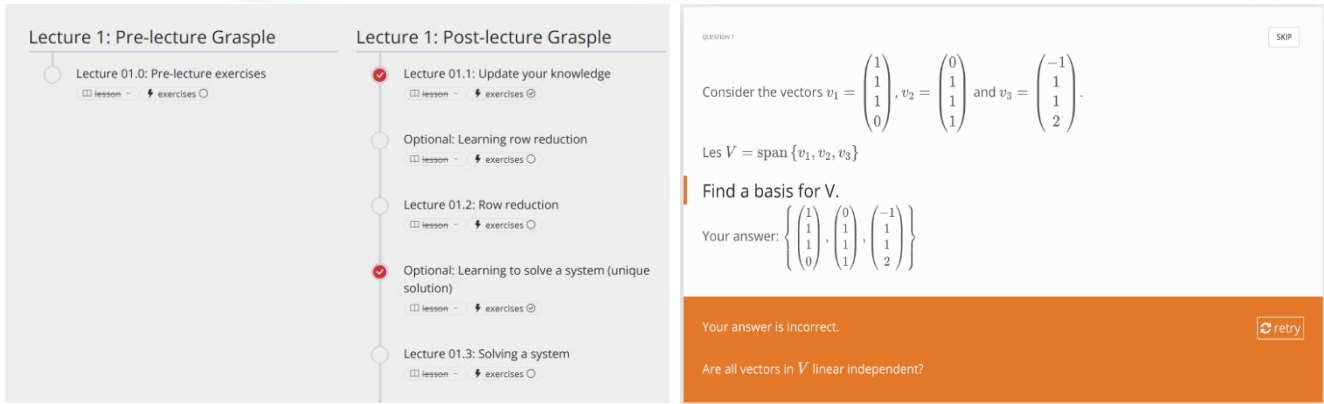 Lecture 1: Pre-lecture Grasple
Lecture 01.0: Pre-lecture exercises
lesson - exercises
Lecture 1: Post-lecture Grasple
Lecture 01.1: Update your knowledge
lesson - exercises
Optional: Learning row reduction
lesson - exercises
Lecture 01.2: Row reduction
lesson - exercises
Optional: Learning to solve a system (unique
solution)
lesson - exercises
Lecture 01.3: Solving a system
lesson - exercises
QUESTION 1
SKIP
Consider the vectors v₁ = (1 1 1 0), v₂ = (0 1 1 1) and v₃ = (−1 1 1 2).
Les V = span {v₁, v₂, v₃}
Find a basis for V.
Your answer: {(1 1 1 0), (0 1 1 1), (−1 1 1 2)}
Your answer is incorrect.
retry
Are all vectors in V linear independent?